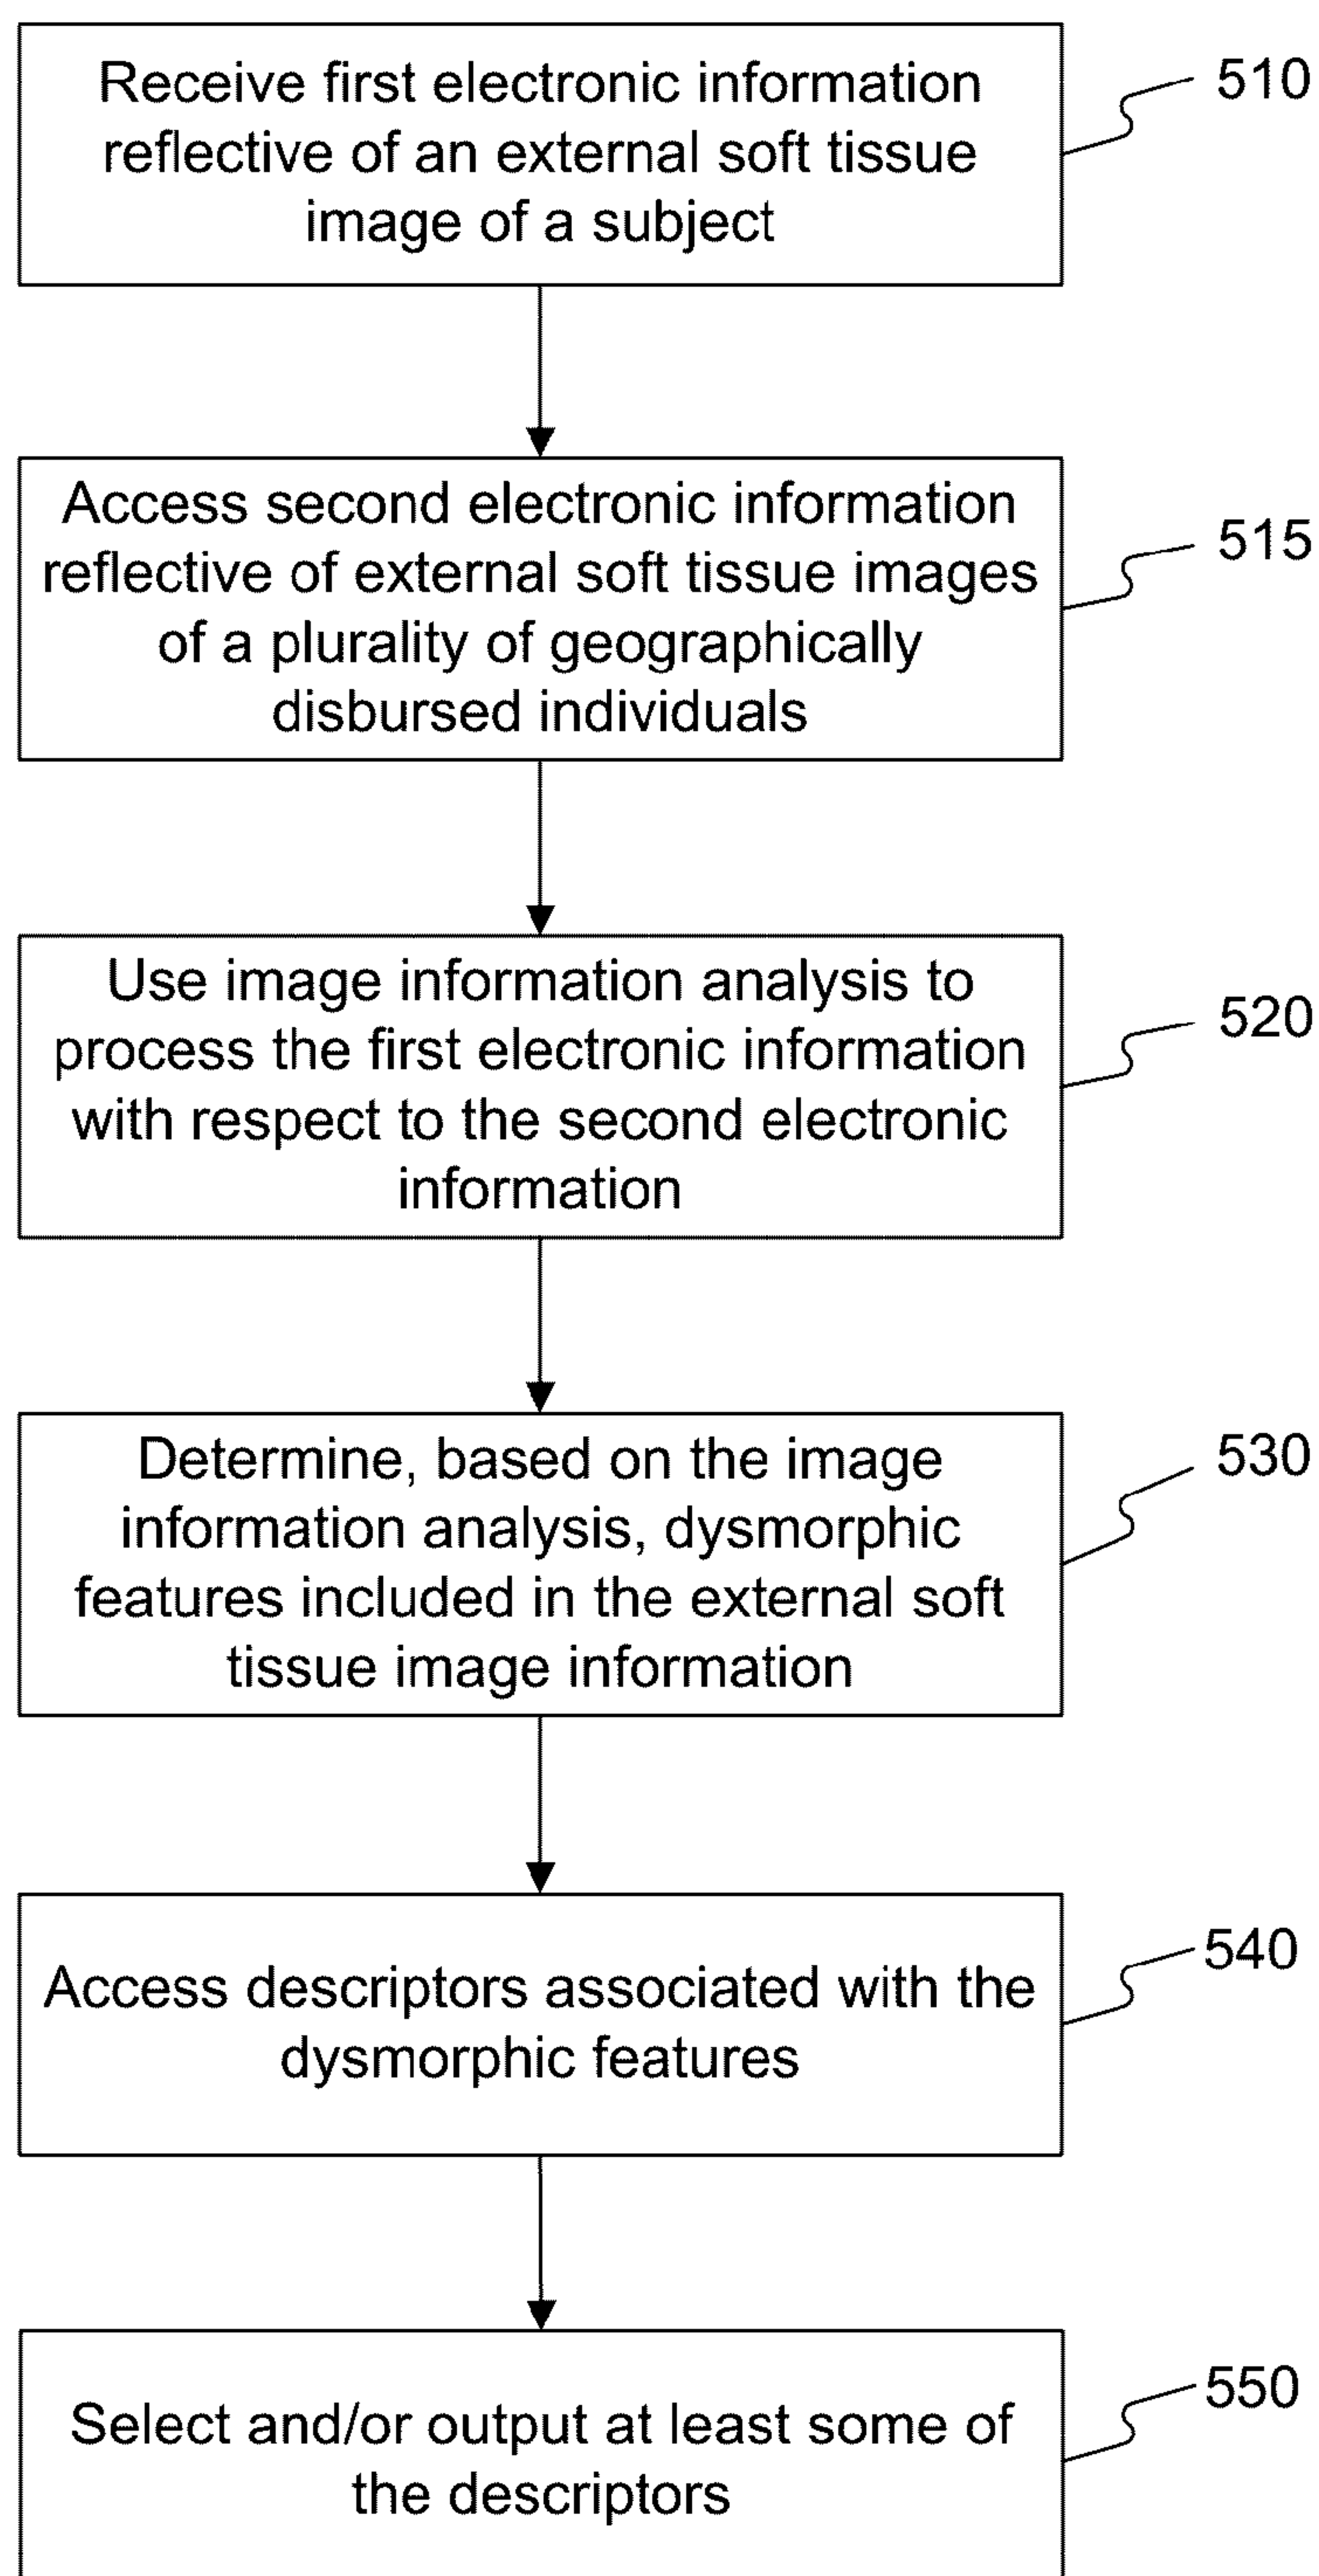 Receive first electronic information
reflective of an external soft tissue
image of a subject
510
Access second electronic information
reflective of external soft tissue images
of a plurality of geographically
disbursed individuals
515
Use image information analysis to
process the first electronic information
with respect to the second electronic
information
520
Determine, based on the image
information analysis, dysmorphic
features included in the external soft
tissue image information
530
Access descriptors associated with the
dysmorphic features
540
Select and/or output at least some of
the descriptors
550